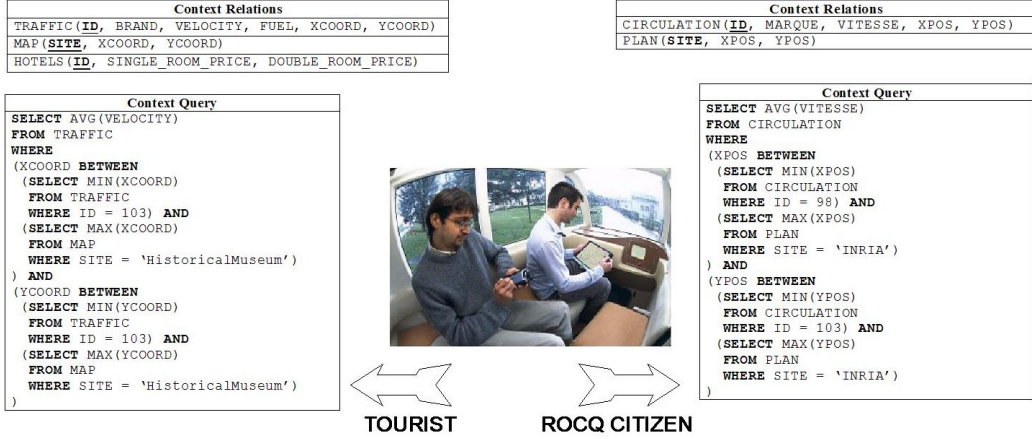 Context Relations
TRAFFIC(ID, BRAND, VELOCITY, FUEL, XCOORD, YCOORD)
MAP(SITE, XCOORD, YCOORD)
HOTELS(ID, SINGLE_ROOM_PRICE, DOUBLE_ROOM_PRICE)
Context Query
SELECT AVG(VELOCITY)
FROM TRAFFIC
WHERE
(XCOORD BETWEEN
(SELECT MIN(XCOORD)
FROM TRAFFIC
WHERE ID = 103) AND
(SELECT MAX(XCOORD)
FROM MAP
WHERE SITE = ‘HistoricalMuseum’)
) AND
(YCOORD BETWEEN
(SELECT MIN(YCOORD)
FROM TRAFFIC
WHERE ID = 103) AND
(SELECT MAX(YCOORD)
FROM MAP
WHERE SITE = ‘HistoricalMuseum’)
)
TOURIST
ROCQ CITIZEN
Context Relations
CIRCULATION(ID, MARQUE, VITESSE, XPOS, YPOS)
PLAN(SITE, XPOS, YPOS)
Context Query
SELECT AVG(VITESSE)
FROM CIRCULATION
WHERE
(XPOS BETWEEN
(SELECT MIN(XPOS)
FROM CIRCULATION
WHERE ID = 98) AND
(SELECT MAX(XPOS)
FROM PLAN
WHERE SITE = ‘INRIA’)
) AND
(YPOS BETWEEN
(SELECT MIN(YPOS)
FROM CIRCULATION
WHERE ID = 103) AND
(SELECT MAX(YPOS)
FROM PLAN
WHERE SITE = ‘INRIA’)
)